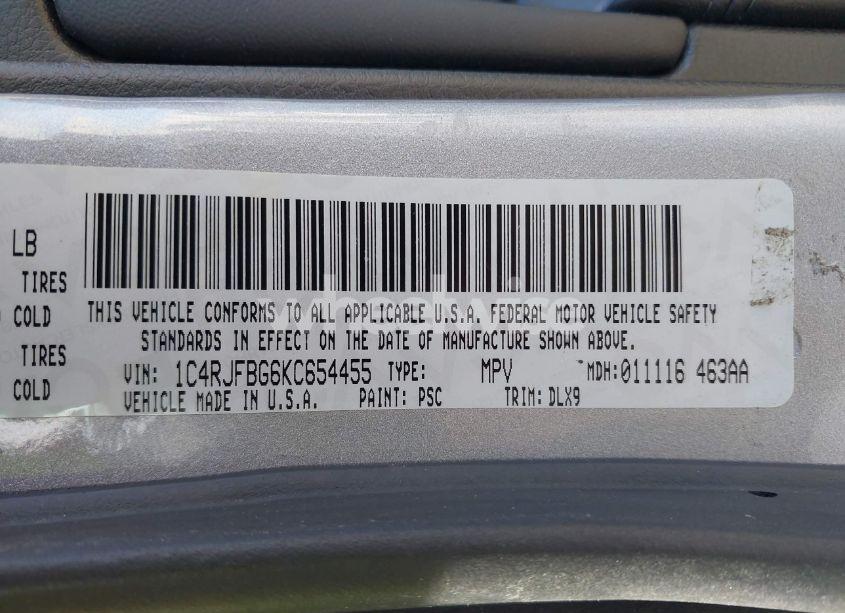 LB
TIRES
COLD
THIS VEHICLE CONFORMS TO ALL APPLICABLE U.S.A. FEDERAL MOTOR VEHICLE SAFETY
STANDARDS IN EFFECT ON THE DATE OF MANUFACTURE SHOWN ABOVE.
TIRES
COLD
VIN: 1C4RJFBG6KC654455 TYPE: MPV MDH:011116 463AA
VEHICLE MADE IN U.S.A. PAINT: PSC TRIM: DLX9
wheelwise